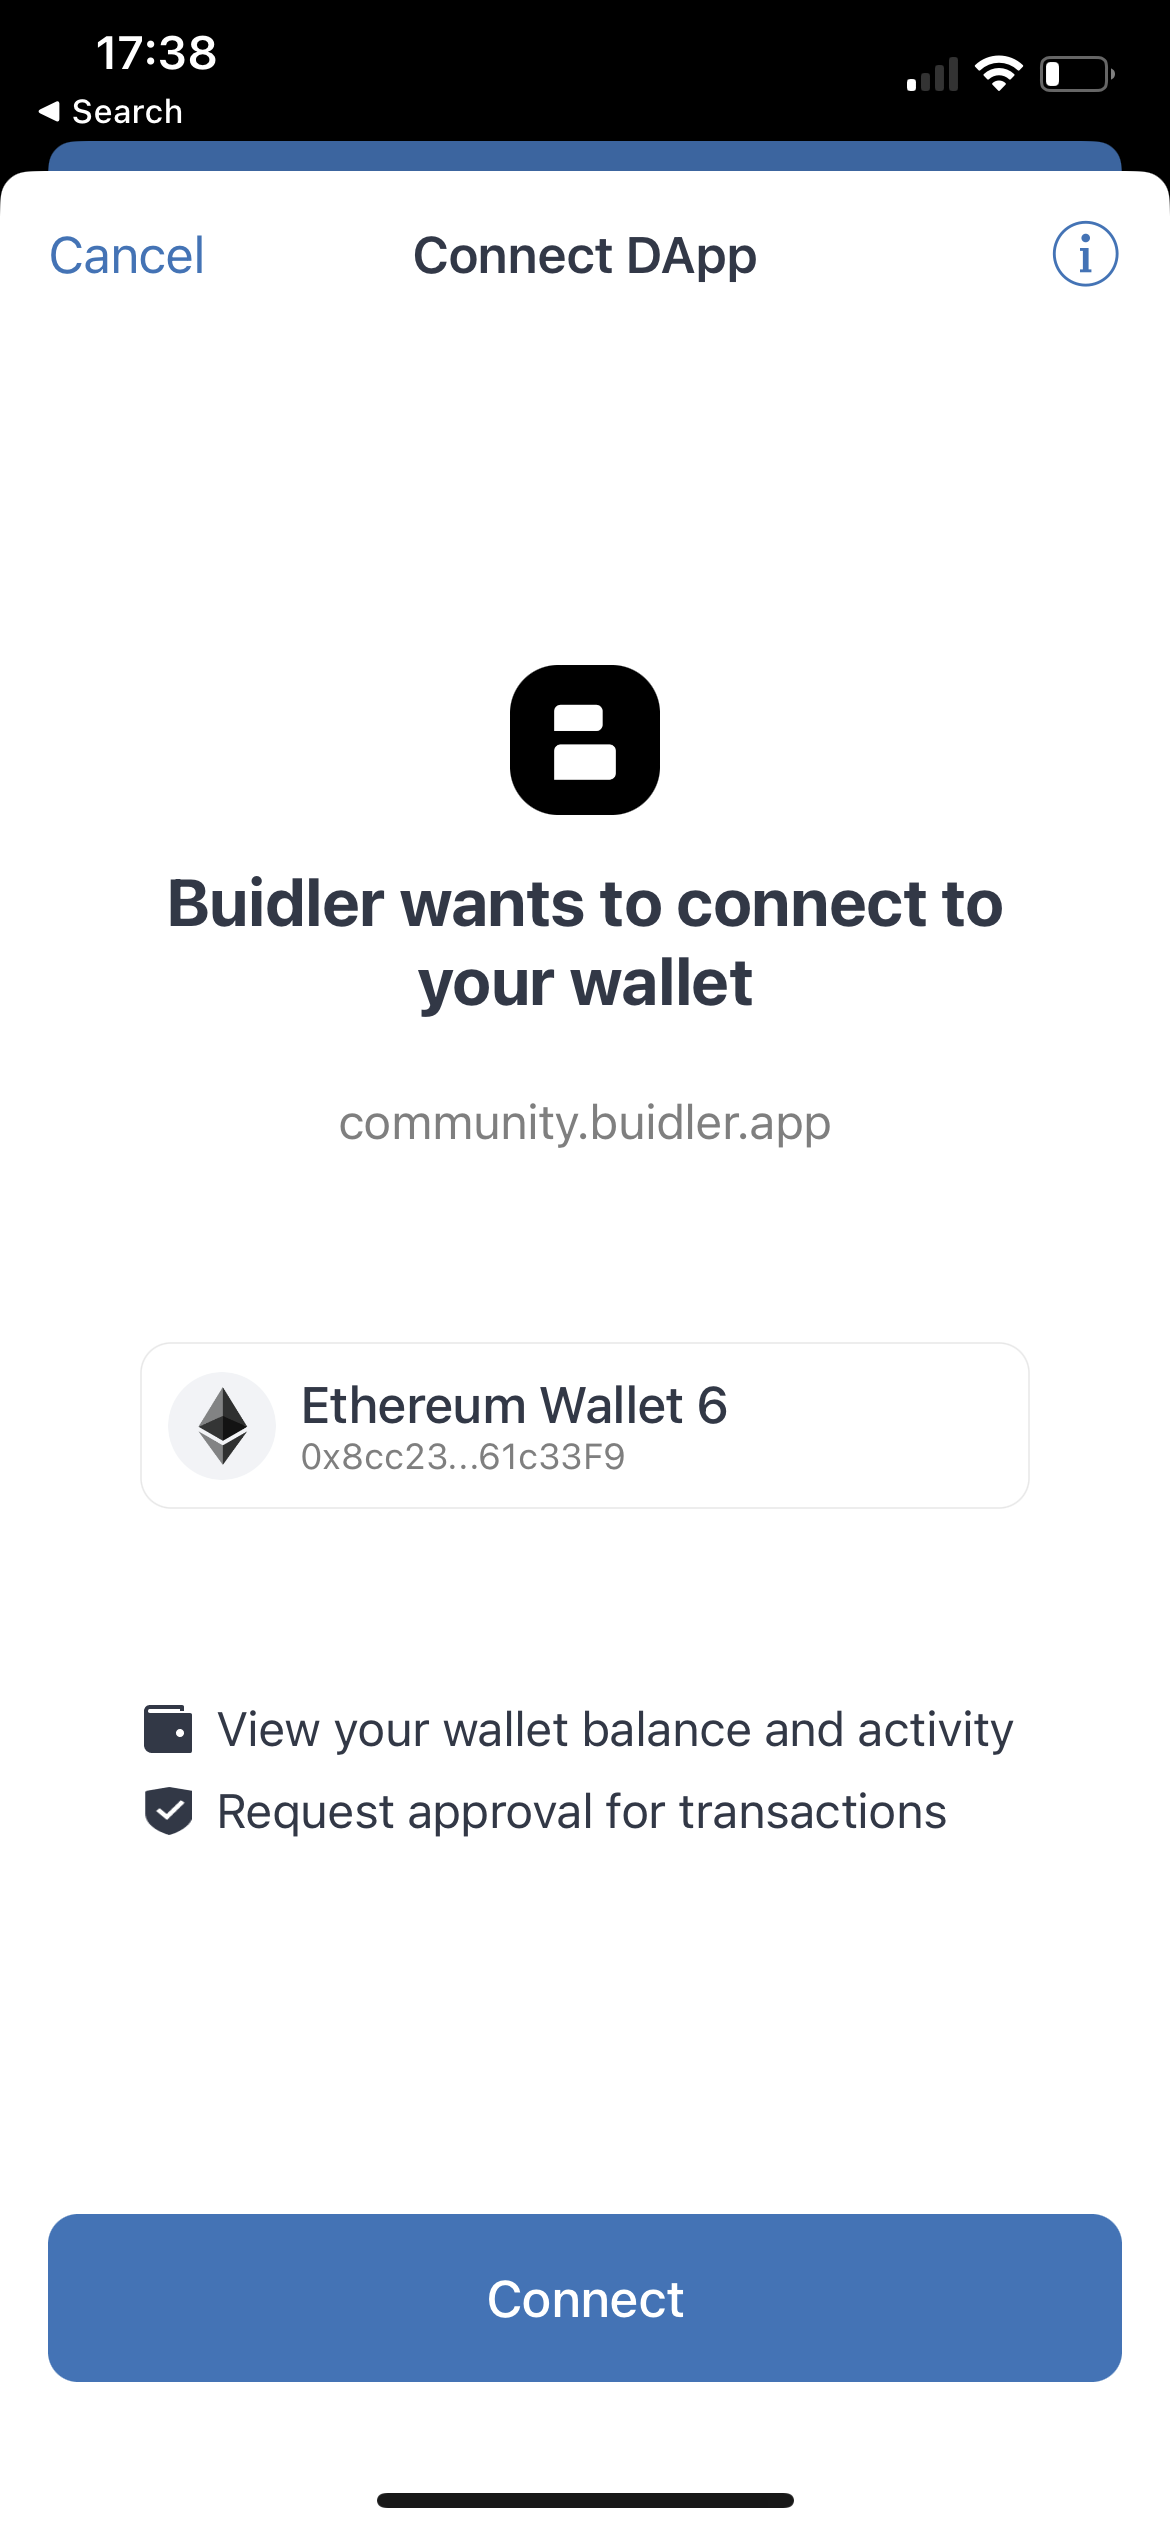 17:38
◀ Search
Cancel
Connect DApp
i
Buidler wants to connect to
your wallet
community.buidler.app
Ethereum Wallet 6
0x8cc23...61c33F9
View your wallet balance and activity
Request approval for transactions
Connect